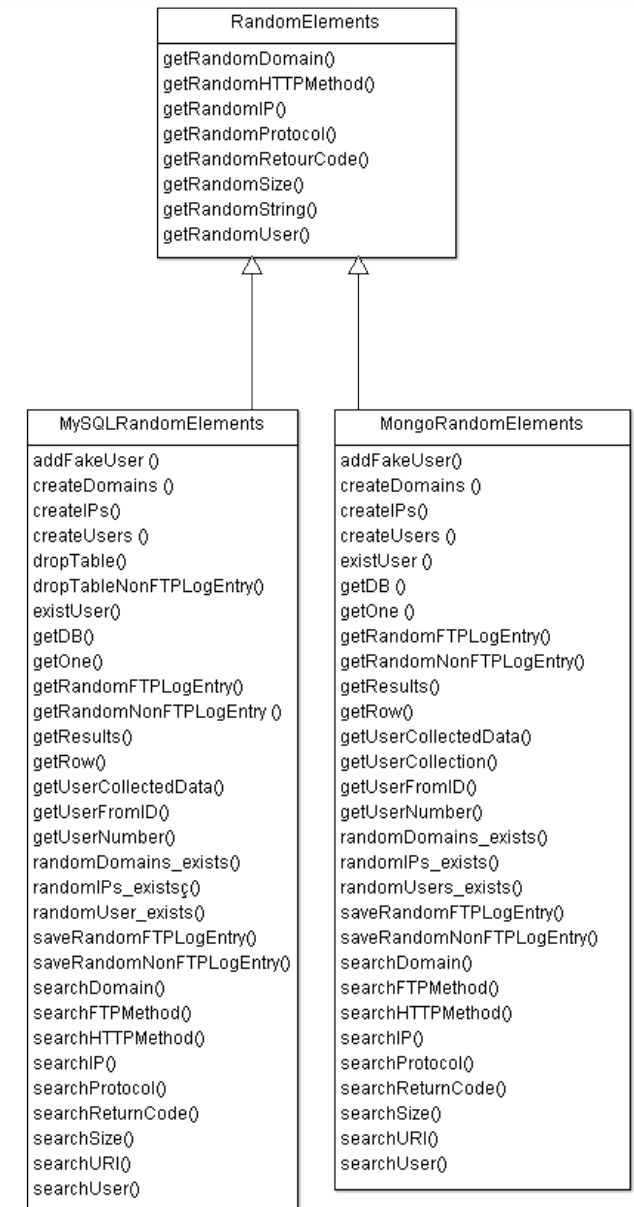 RandomElements
getRandomDomain()
getRandomHTTPMethod()
getRandomIP()
getRandomProtocol()
getRandomRetourCode()
getRandomSize()
getRandomString()
getRandomUser()
MySQLRandomElements
addFakeUser ()
createDomains ()
createIPs()
createUsers ()
dropTable()
dropTableNonFTPLogEntry()
existUser()
getDB()
getOne()
getRandomFTPLogEntry()
getRandomNonFTPLogEntry ()
getResults()
getRow()
getUserCollectedData()
getUserFromID()
getUserNumber()
randomDomains_exists()
randomIPs_existsç()
randomUser_exists()
saveRandomFTPLogEntry()
saveRandomNonFTPLogEntry()
searchDomain()
searchFTPMethod()
searchHTTPMethod()
searchIP()
searchProtocol()
searchReturnCode()
searchSize()
searchURI()
searchUser()
MongoRandomElements
addFakeUser()
createDomains ()
createIPs()
createUsers ()
existUser ()
getDB ()
getOne ()
getRandomFTPLogEntry()
getRandomNonFTPLogEntry()
getResults()
getRow()
getUserCollectedData()
getUserCollection()
getUserFromID()
getUserNumber()
randomDomains_exists()
randomIPs_exists()
randomUsers_exists()
saveRandomFTPLogEntry()
saveRandomNonFTPLogEntry()
searchDomain()
searchFTPMethod()
searchHTTPMethod()
searchIP()
searchProtocol()
searchReturnCode()
searchSize()
searchURI()
searchUser()